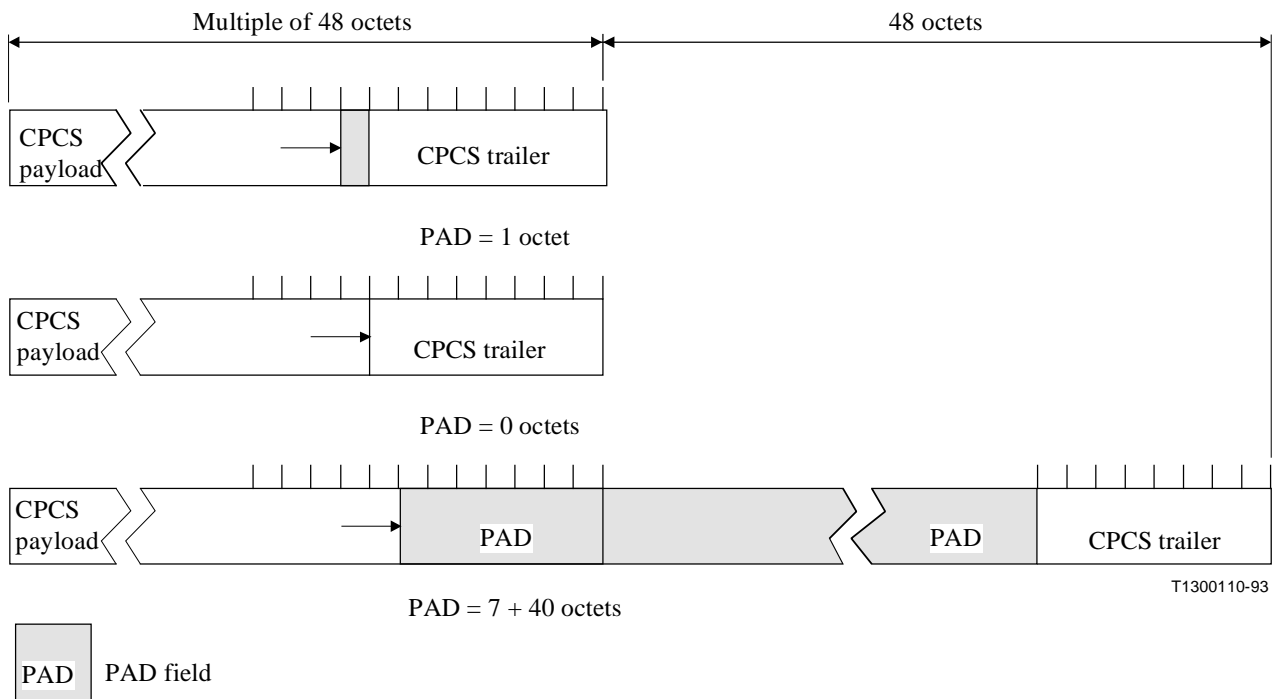 Multiple of 48 octets
48 octets
CPCS
payload
CPCS trailer
PAD = 1 octet
CPCS
payload
CPCS trailer
PAD = 0 octets
CPCS
payload
PAD
PAD
CPCS trailer
T1300110-93
PAD = 7 + 40 octets
PAD
PAD field